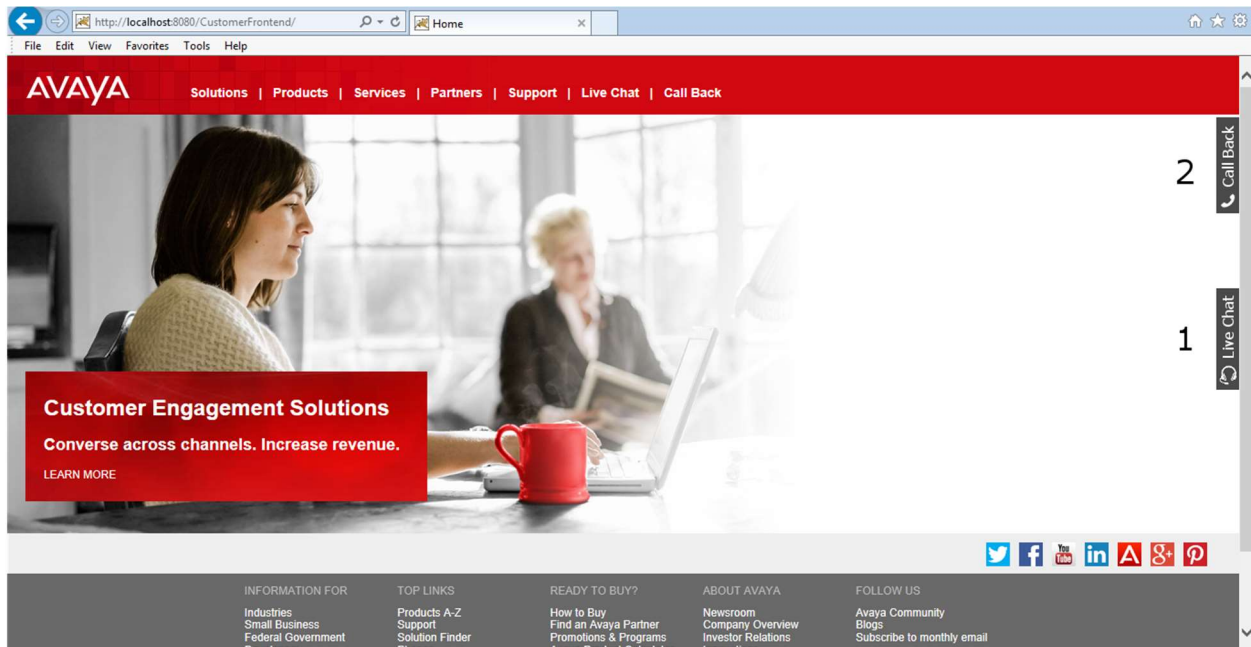 http://localhost:8080/CustomerFrontend/
Home
File Edit View Favorites Tools Help
AVAYA
Solutions | Products | Services | Partners | Support | Live Chat | Call Back
2
Call Back
1
Live Chat
Customer Engagement Solutions
Converse across channels. Increase revenue.
LEARN MORE
You Tube in 8+
INFORMATION FOR TOP LINKS READY TO BUY? ABOUT AVAYA FOLLOW US
Industries Products A-Z How to Buy Newsroom Avaya Community
Small Business Support Find an Avaya Partner Company Overview Blogs
Federal Government Solution Finder Promotions & Programs Investor Relations Subscribe to monthly email